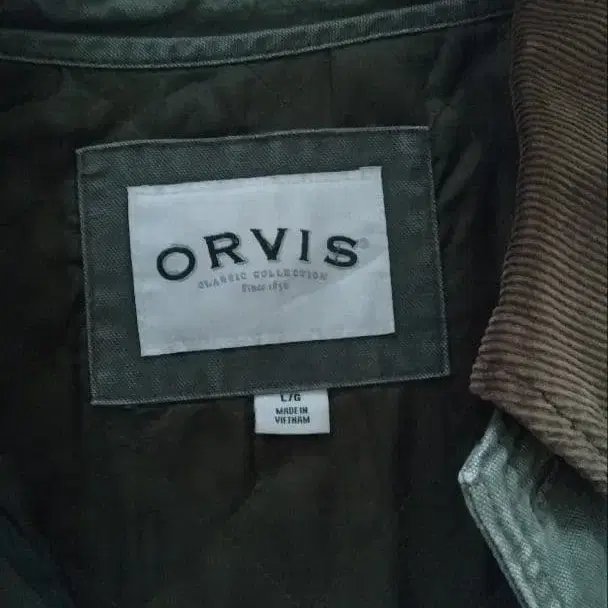 ORVIS®
CLASSIC COLLECTION
Since 1856
L/G
MADE IN
VIETNAM